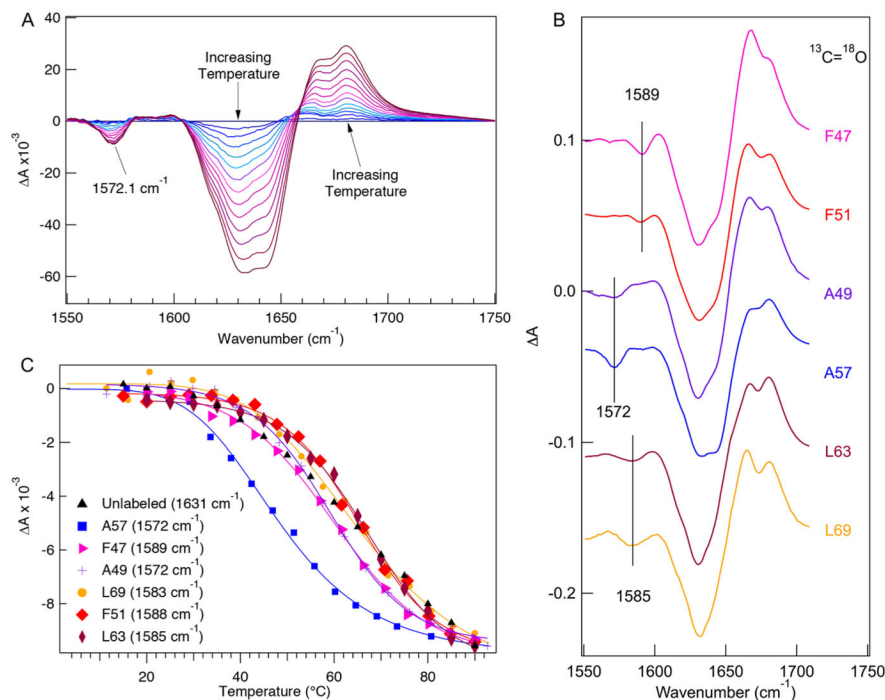 A
40
20
0
-20
-40
-60
ΔA x10⁻³
Increasing
Temperature
1572.1 cm⁻¹
Increasing
Temperature
1550
1600
1650
1700
1750
Wavenumber (cm⁻¹)
B
¹³C=¹⁸O
1589
F47
F51
A49
A57
L63
L69
1572
1585
0.1
0.0
-0.1
-0.2
ΔA
1550
1600
1650
1700
1750
Wavenumber (cm⁻¹)
C
0
-2
-4
-6
-8
ΔA x10⁻³
Unlabeled (1631 cm⁻¹)
A57 (1572 cm⁻¹)
F47 (1589 cm⁻¹)
A49 (1572 cm⁻¹)
L69 (1583 cm⁻¹)
F51 (1588 cm⁻¹)
L63 (1585 cm⁻¹)
20
40
60
80
Temperature (°C)